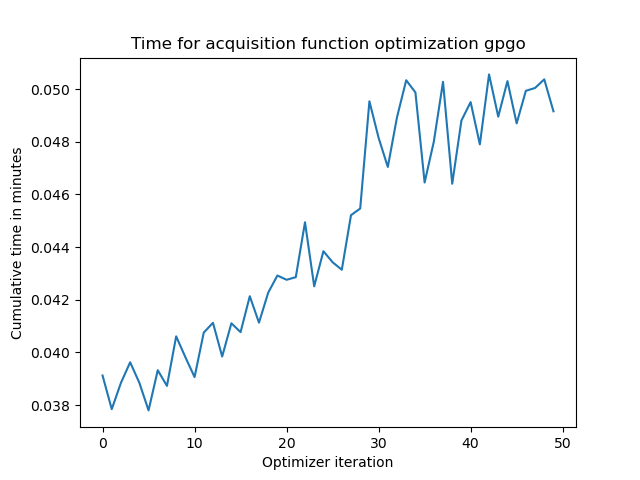 Time for acquisition function optimization gpgo
Cumulative time in minutes
0.050
0.048
0.046
0.044
0.042
0.040
0.038
0 10 20 30 40 50
Optimizer iteration